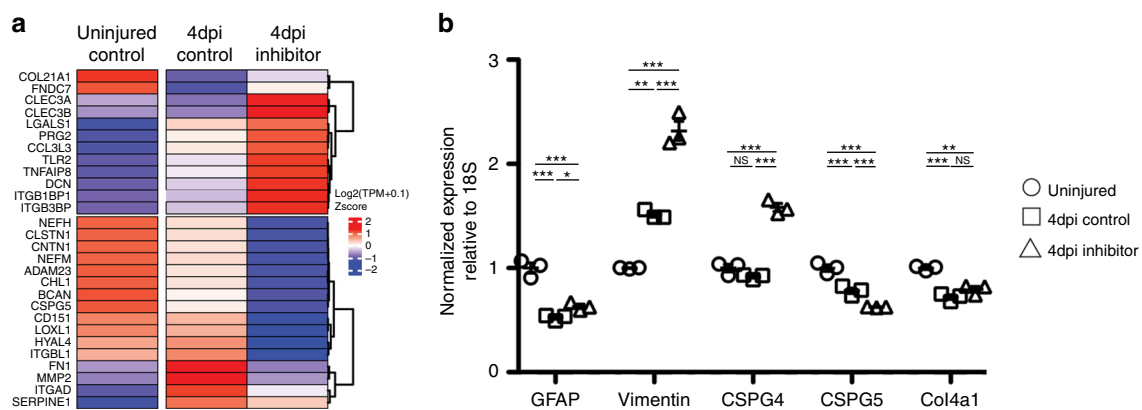 a
Uninjured control
4dpi control
4dpi inhibitor
COL21A1
FNDC7
CLEC3A
CLEC3B
LGALS1
PRG2
CCL3L3
TLR2
TNFAIP8
DCN
ITGB1BP1
ITGB3BP
NEFH
CLSTN1
CNTN1
NEFM
ADAM23
CHL1
BCAN
CSPG5
CD151
LOXL1
HYAL4
ITGBL1
FN1
MMP2
ITGAD
SERPINE1
Log2(TPM+0.1)
Zscore
2
1
0
−1
−2
b
Normalized expression
relative to 18S
3
2
1
0
***
*** *
***
** ***
***
NS ***
***
*** ***
**
*** NS
GFAP Vimentin CSPG4 CSPG5 Col4a1
Uninjured
4dpi control
4dpi inhibitor